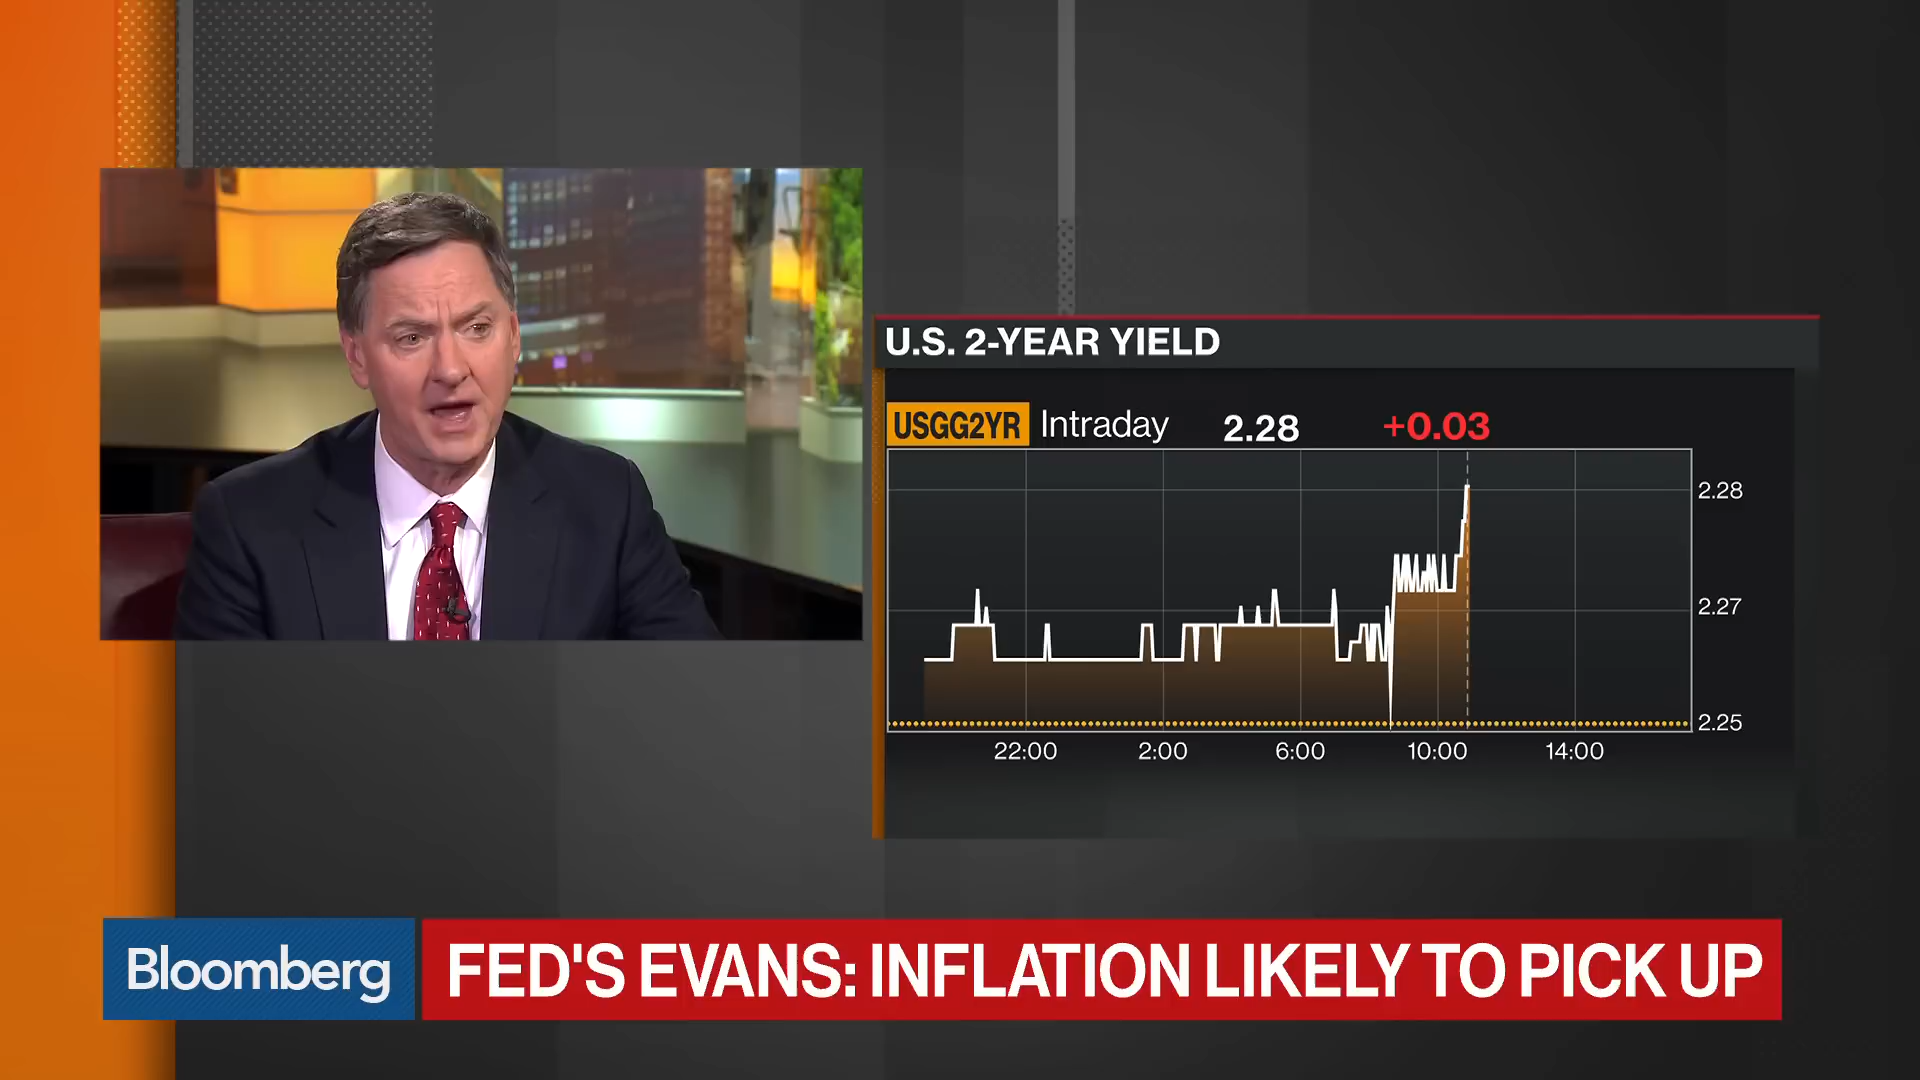 U.S. 2-YEAR YIELD
USGG2YR Intraday 2.28 +0.03
2.28
2.27
2.25
22:00 2:00 6:00 10:00 14:00
Bloomberg
FED'S EVANS: INFLATION LIKELY TO PICK UP